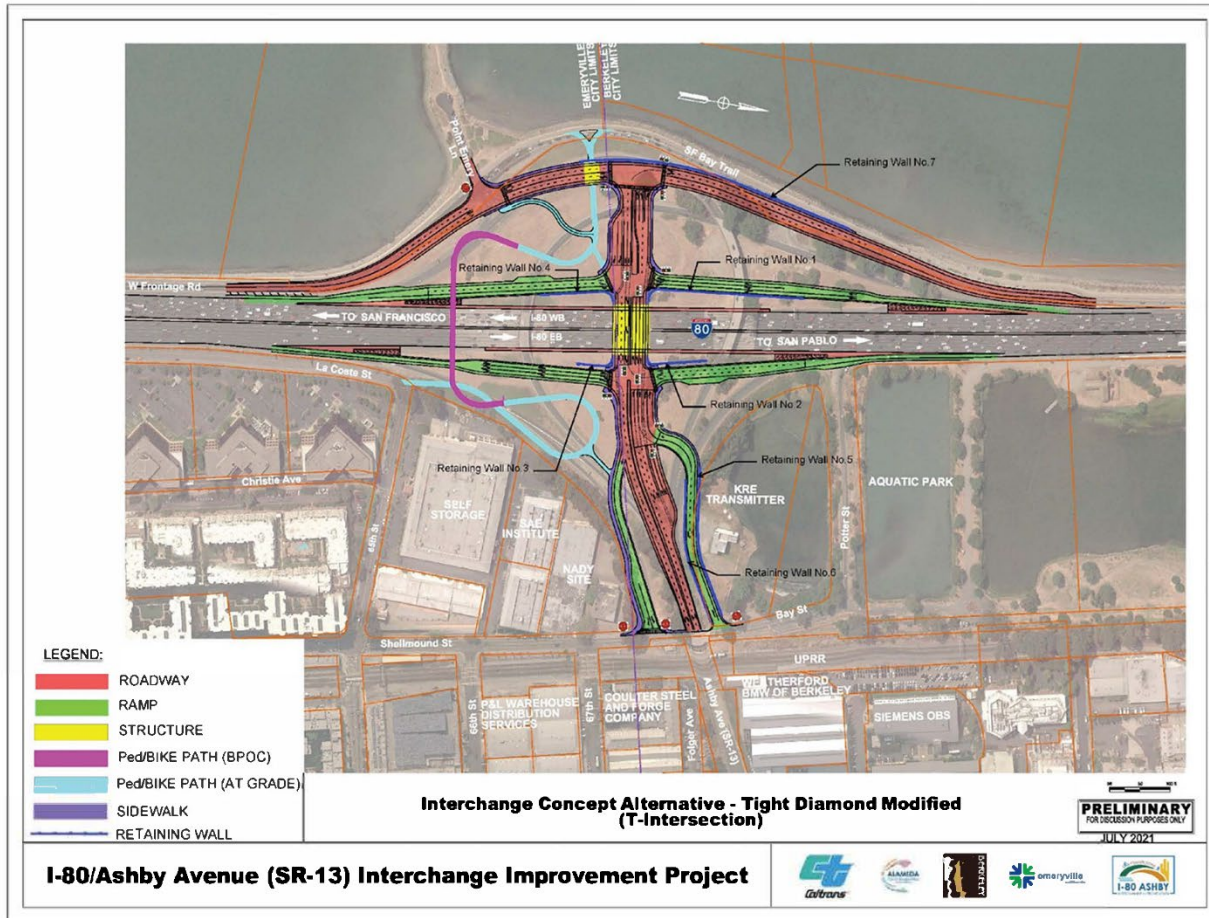 EMERYVILLE
CITY LIMITS
BERKELEY
CITY LIMITS
Point Emery
Ln
SF Bay Trail
Retaining Wall No.7
Retaining Wall No.4
Retaining Wall No.1
W Frontage Rd
TO SAN FRANCISCO
I-80 WB
I-80 EB
80
TO SAN PABLO
La Coste St
Retaining Wall No.2
Retaining Wall No.3
Retaining Wall No.5
KRE
TRANSMITTER
AQUATIC PARK
Potter St
Christie Ave
65th St
SELF
STORAGE
SAE
INSTITUTE
NADY
SITE
Retaining Wall No.6
Bay St
Shellmound St
UPRR
66th St
P&L WAREHOUSE
DISTRIBUTION
SERVICES
67th St
COULTER STEEL
AND FORGE
COMPANY
Folger Ave
Ashby Ave (SR-13)
WEATHERFORD
BMW OF BERKELEY
SIEMENS OBS
LEGEND:
ROADWAY
RAMP
STRUCTURE
Ped/BIKE PATH (BPOC)
Ped/BIKE PATH (AT GRADE)
SIDEWALK
RETAINING WALL
Interchange Concept Alternative - Tight Diamond Modified
(T-Intersection)
PRELIMINARY
FOR DISCUSSION PURPOSES ONLY
JULY 2021
I-80/Ashby Avenue (SR-13) Interchange Improvement Project
Caltrans
ALAMEDA
BERKELEY
emeryville
I-80 ASHBY